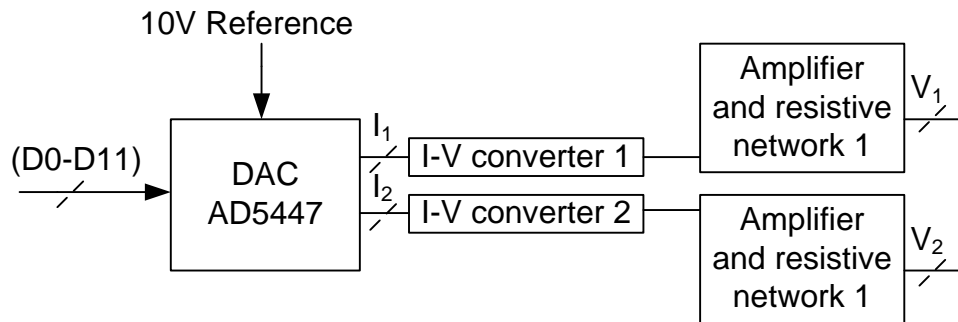 10V Reference
(D0-D11)
DAC
AD5447
I₁
I₂
I-V converter 1
I-V converter 2
Amplifier
and resistive
network 1
V₁
Amplifier
and resistive
network 1
V₂